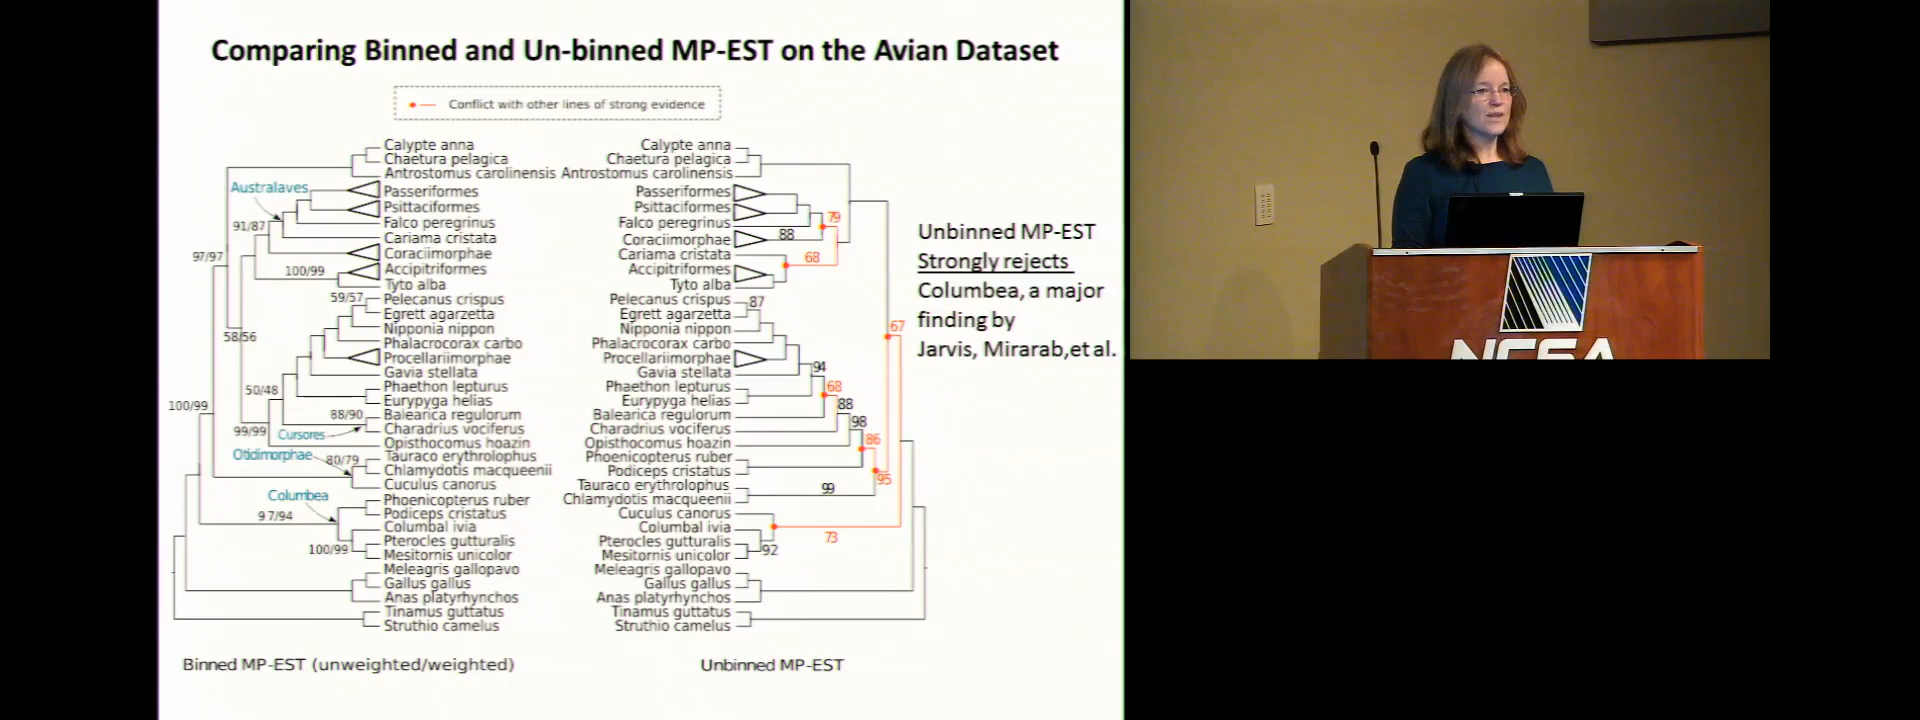 Comparing Binned and Un-binned MP-EST on the Avian Dataset
Conflict with other lines of strong evidence
Calypte anna
Chaetura pelagica
Antrostomus carolinensis
Passeriformes
Psittaciformes
Falco peregrinus
Cariama cristata
Coraciimorphae
Accipitriformes
Tyto alba
Pelecanus crispus
Egrett agarzetta
Nipponia nippon
Phalacrocorax carbo
Procellariimorphae
Gavia stellata
Phaethon lepturus
Eurypyga helias
Balearica regulorum
Charadrius vociferus
Opisthocomus hoazin
Tauraco erythrolophus
Chlamydotis macqueenii
Cuculus canorus
Phoenicopterus ruber
Podiceps cristatus
Columbal ivia
Pterocles gutturalis
Mesitornis unicolor
Meleagris gallopavo
Gallus gallus
Anas platyrhynchos
Tinamus guttatus
Struthio camelus
Australaves
91/87
97/97
100/99
59/57
58/56
50/48
100/99
88/90
99/99
Cursores
Otidimorphae
80/79
Columbea
97/94
100/99
Binned MP-EST (unweighted/weighted)
Calypte anna
Chaetura pelagica
Antrostomus carolinensis
Passeriformes
Psittaciformes
Falco peregrinus
Coraciimorphae
Cariama cristata
Accipitriformes
Tyto alba
Pelecanus crispus
Egrett agarzetta
Nipponia nippon
Phalacrocorax carbo
Procellariimorphae
Gavia stellata
Phaethon lepturus
Eurypyga helias
Balearica regulorum
Charadrius vociferus
Opisthocomus hoazin
Phoenicopterus ruber
Podiceps cristatus
Tauraco erythrolophus
Chlamydotis macqueenii
Cuculus canorus
Columbal ivia
Pterocles gutturalis
Mesitornis unicolor
Meleagris gallopavo
Gallus gallus
Anas platyrhynchos
Tinamus guttatus
Struthio camelus
79
88
68
87
67
94
68
88
98
86
95
99
73
92
Unbinned MP-EST
Unbinned MP-EST
Strongly rejects
Columbea, a major
finding by
Jarvis, Mirarab,et al.
NCSA